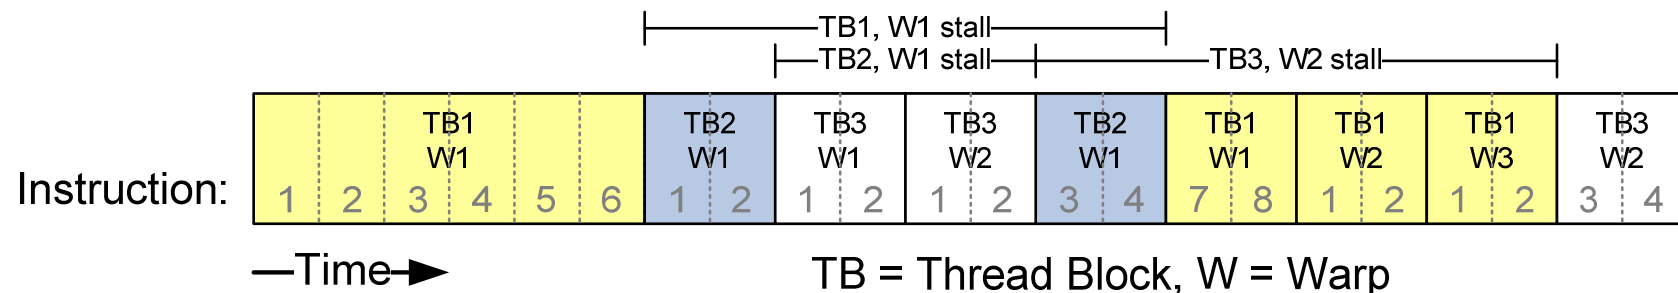 TB1, W1 stall
TB2, W1 stall TB3, W2 stall
TB1 TB2 TB3 TB3 TB2 TB1 TB1 TB1 TB3
W1 W1 W1 W2 W1 W1 W2 W3 W2
Instruction: 1 2 3 4 5 6 1 2 1 2 1 2 3 4 7 8 1 2 1 2 3 4
Time
TB = Thread Block, W = Warp